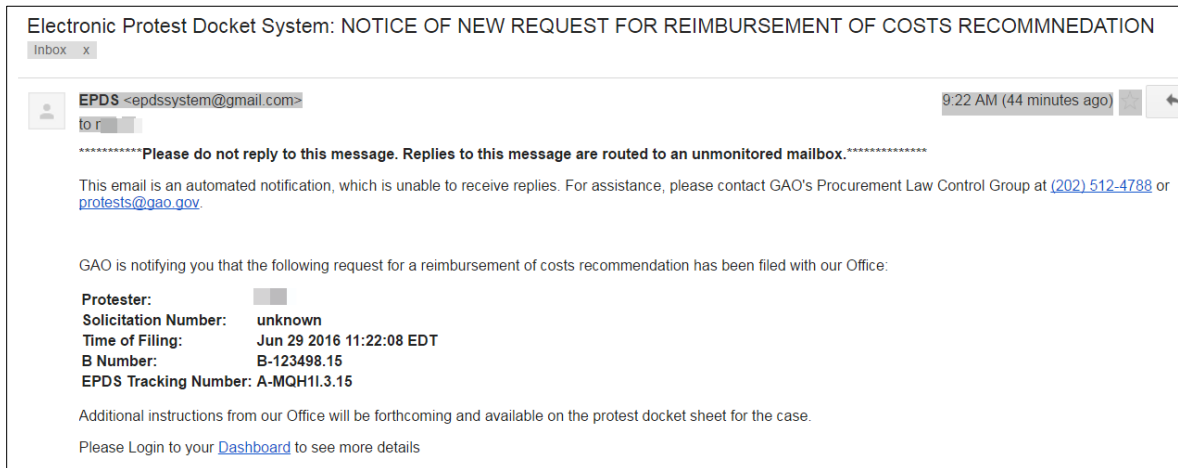 Electronic Protest Docket System: NOTICE OF NEW REQUEST FOR REIMBURSEMENT OF COSTS RECOMMNEDATION
Inbox x
EPDS <epdssystem@gmail.com>
9:22 AM (44 minutes ago)
to r
***********Please do not reply to this message. Replies to this message are routed to an unmonitored mailbox.**************
This email is an automated notification, which is unable to receive replies. For assistance, please contact GAO's Procurement Law Control Group at (202) 512-4788 or
protests@gao.gov.
GAO is notifying you that the following request for a reimbursement of costs recommendation has been filed with our Office:
Protester:
Solicitation Number: unknown
Time of Filing: Jun 29 2016 11:22:08 EDT
B Number: B-123498.15
EPDS Tracking Number: A-MQH1I.3.15
Additional instructions from our Office will be forthcoming and available on the protest docket sheet for the case.
Please Login to your Dashboard to see more details